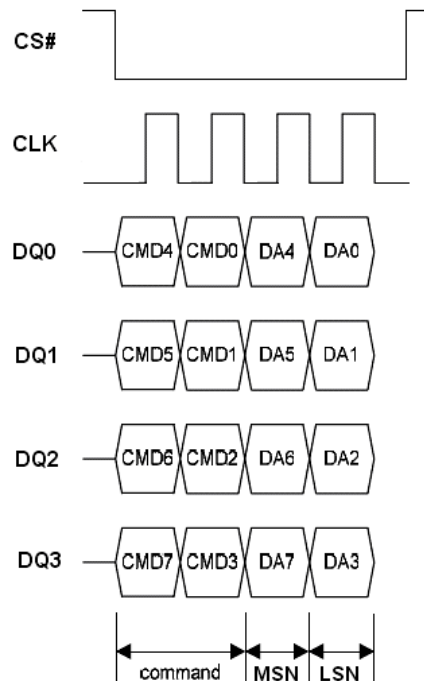 CS#
CLK
DQ0 CMD4 CMD0 DA4 DA0
DQ1 CMD5 CMD1 DA5 DA1
DQ2 CMD6 CMD2 DA6 DA2
DQ3 CMD7 CMD3 DA7 DA3
command MSN LSN